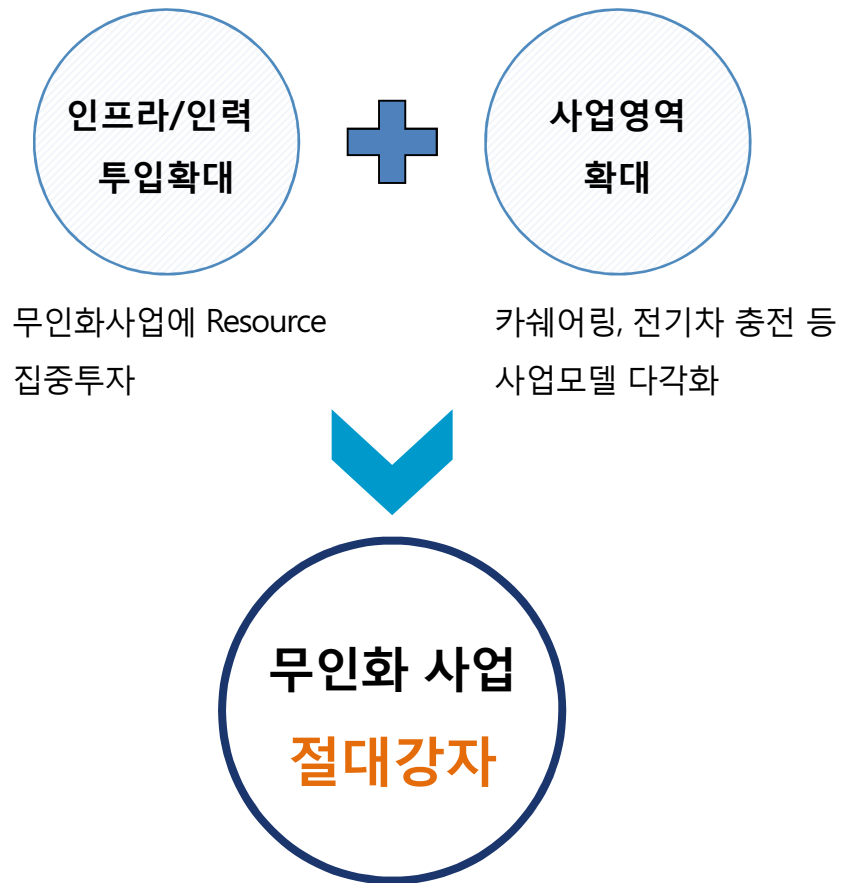 인프라/인력
투입확대
사업영역
확대
무인화사업에 Resource
집중투자
카쉐어링, 전기차 충전 등
사업모델 다각화
무인화 사업
절대강자